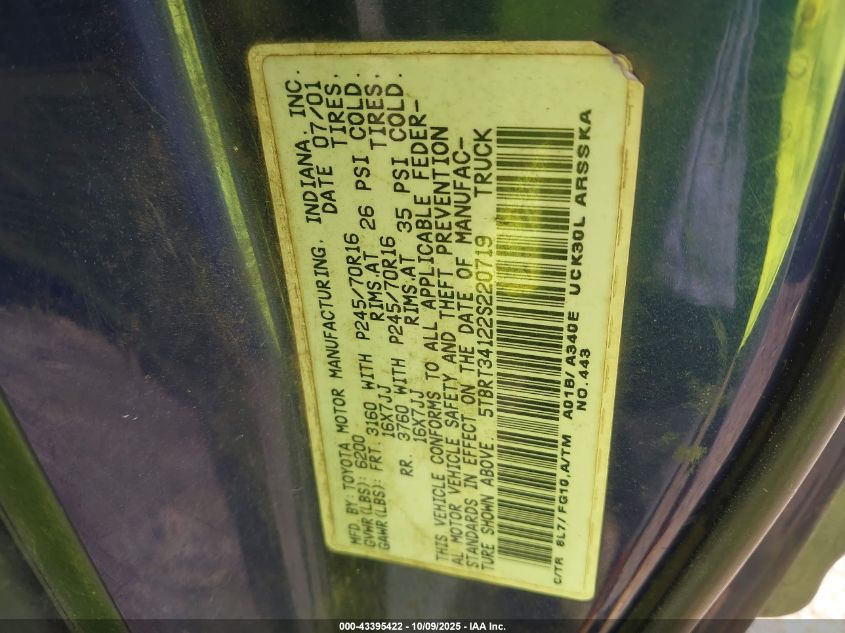 MFD. BY: TOYOTA MOTOR MANUFACTURING, INDIANA, INC.
GVWR(LBS): 6200 DATE 07/01
GAWR(LBS): FRT. 3160 WITH P245/70R16 TIRES,
16X7JJ RIMS.AT 26 PSI COLD.
RR. 3760 WITH P245/70R16 TIRES,
16X7JJ RIMS.AT 35 PSI COLD.
THIS VEHICLE CONFORMS TO ALL APPLICABLE FEDER-
AL MOTOR VEHICLE SAFETY AND THEFT PREVENTION
STANDARDS IN EFFECT ON THE DATE OF MANUFAC-
TURE SHOWN ABOVE. 5TBRT34122S220719 TRUCK
C/TR 8L7/ FG10,A/TM A01B/ A340E UCK30L ARSSKA
NO.443
000-43395422 - 10/09/2025 - IAA Inc.